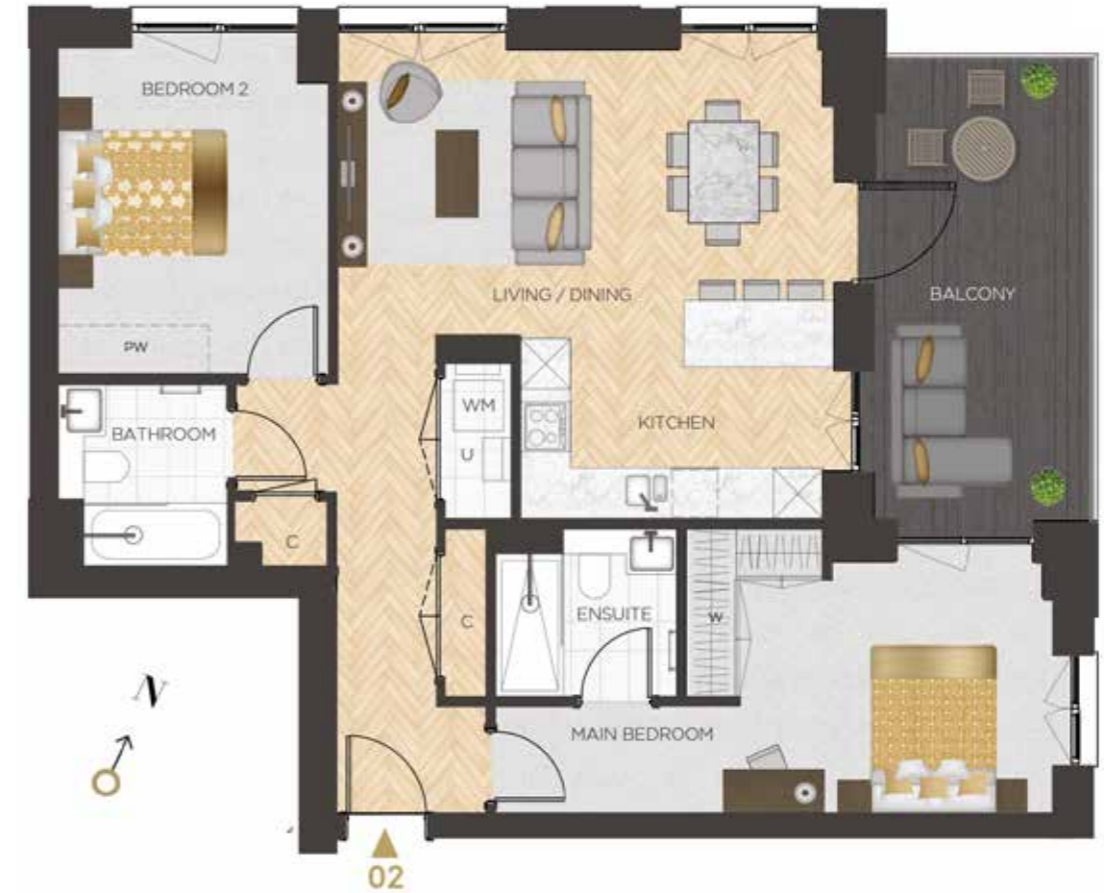 BEDROOM 2
LIVING / DINING
BALCONY
PW
WM
KITCHEN
BATHROOM
U
C
C
ENSUITE
W
N
MAIN BEDROOM
02